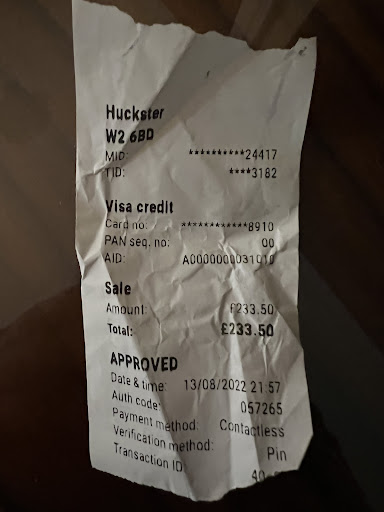 Huckster
W2 6BD
MID: **********24417
TID: ****3182
Visa credit
Card no: ************8910
PAN seq. no: 00
AID: A0000000031010
Sale
Amount: £233.50
Total: £233.50
APPROVED
Date & time: 13/08/2022 21:57
Auth code: 057265
Payment method: Contactless
Verification method: Pin
Transaction ID